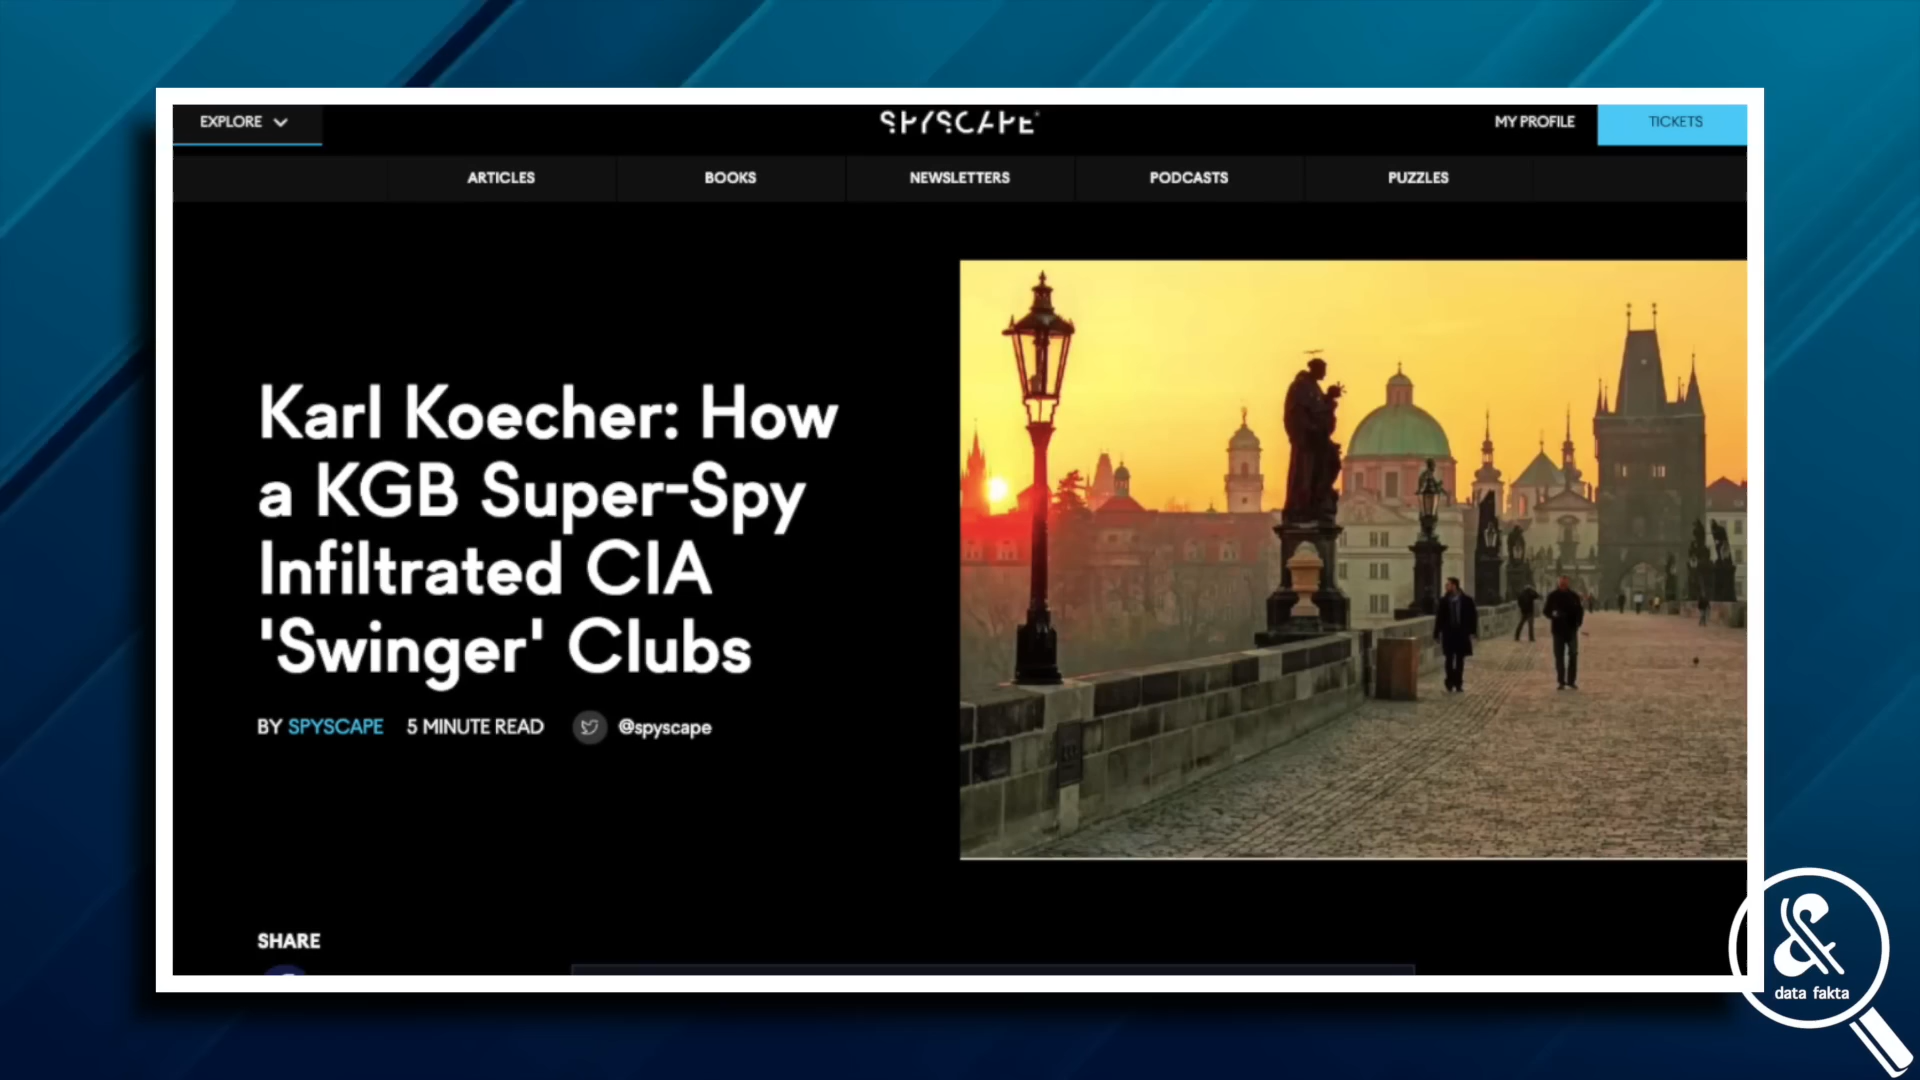 EXPLORE
SPYSCAPE
MY PROFILE
TICKETS
ARTICLES
BOOKS
NEWSLETTERS
PODCASTS
PUZZLES
Karl Koecher: How
a KGB Super-Spy
Infiltrated CIA
'Swinger' Clubs
BY SPYSCAPE 5 MINUTE READ @spyscape
SHARE
&
data fakta